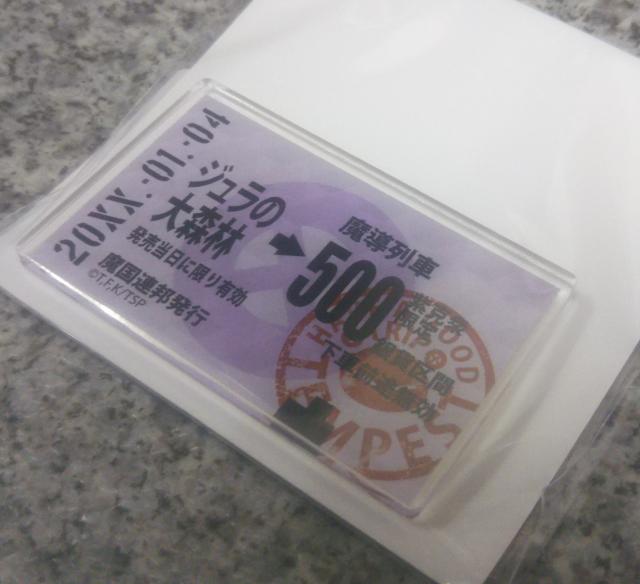 20XX.-01.-04
魔導列車
ジュラの
大森林
➡500
発売当日に限り有効
区間
下車前途無効
魔国連邦発行
©T,F,K/TSP
TEMPEST